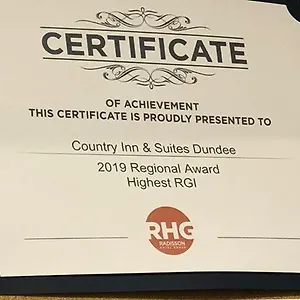 CERTIFICATE
OF ACHIEVEMENT
THIS CERTIFICATE IS PROUDLY PRESENTED TO
Country Inn & Suites Dundee
2019 Regional Award
Highest RGI
RHG
RADISSON
HOTEL GROUP